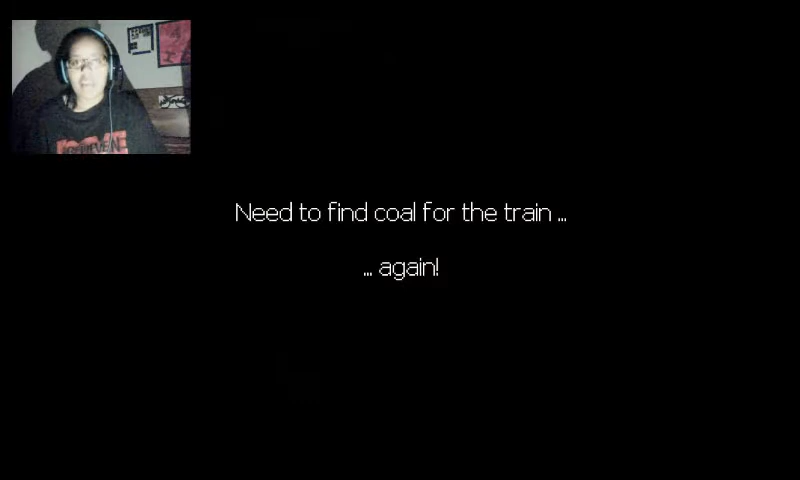 Need to find coal for the train ...
... again!